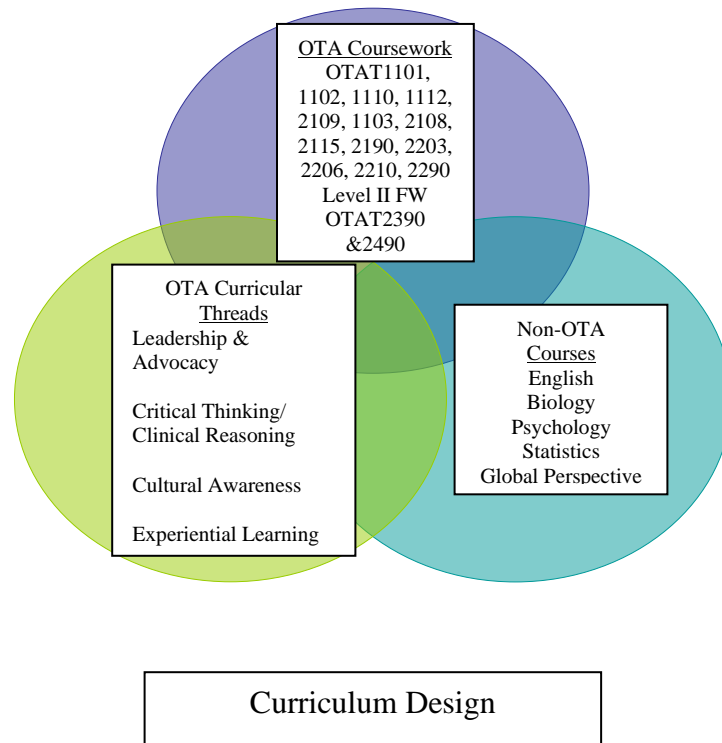 OTA Coursework
OTAT1101,
1102, 1110, 1112,
2109, 1103, 2108,
2115, 2190, 2203,
2206, 2210, 2290
Level II FW
OTAT2390
&2490
OTA Curricular
Threads
Leadership &
Advocacy
Critical Thinking/
Clinical Reasoning
Cultural Awareness
Experiential Learning
Non-OTA
Courses
English
Biology
Psychology
Statistics
Global Perspective
Curriculum Design